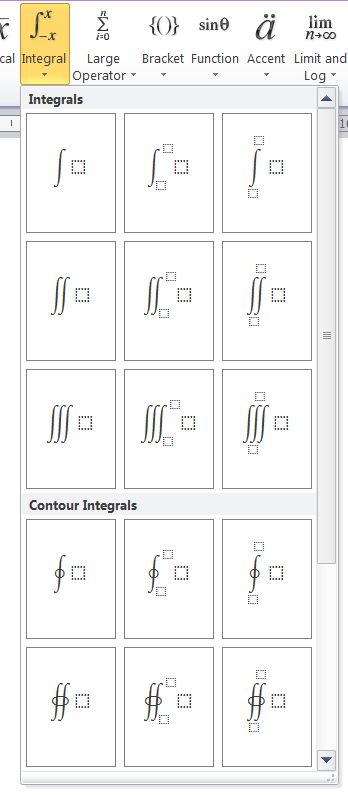 cal Integral Large Operator Bracket Function Accent Limit and Log
Integrals
Contour Integrals